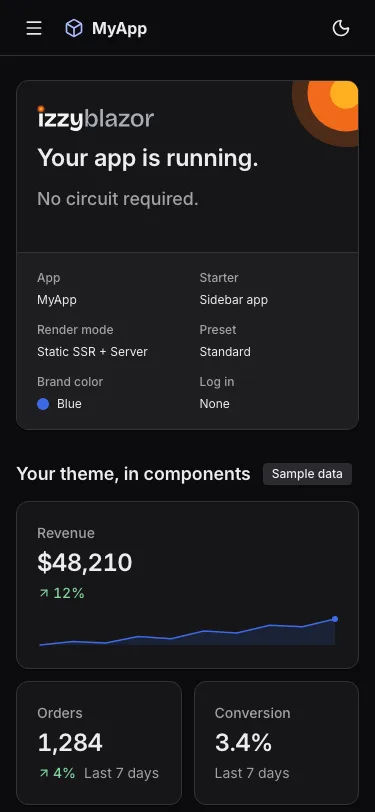 MyApp
izzyblazor
Your app is running.
No circuit required.
App
Starter
MyApp
Sidebar app
Render mode
Preset
Static SSR + Server
Standard
Brand color
Log in
Blue
None
Your theme, in components
Sample data
Revenue
$48,210
12%
Orders
Conversion
1,284
3.4%
4% Last 7 days
Last 7 days